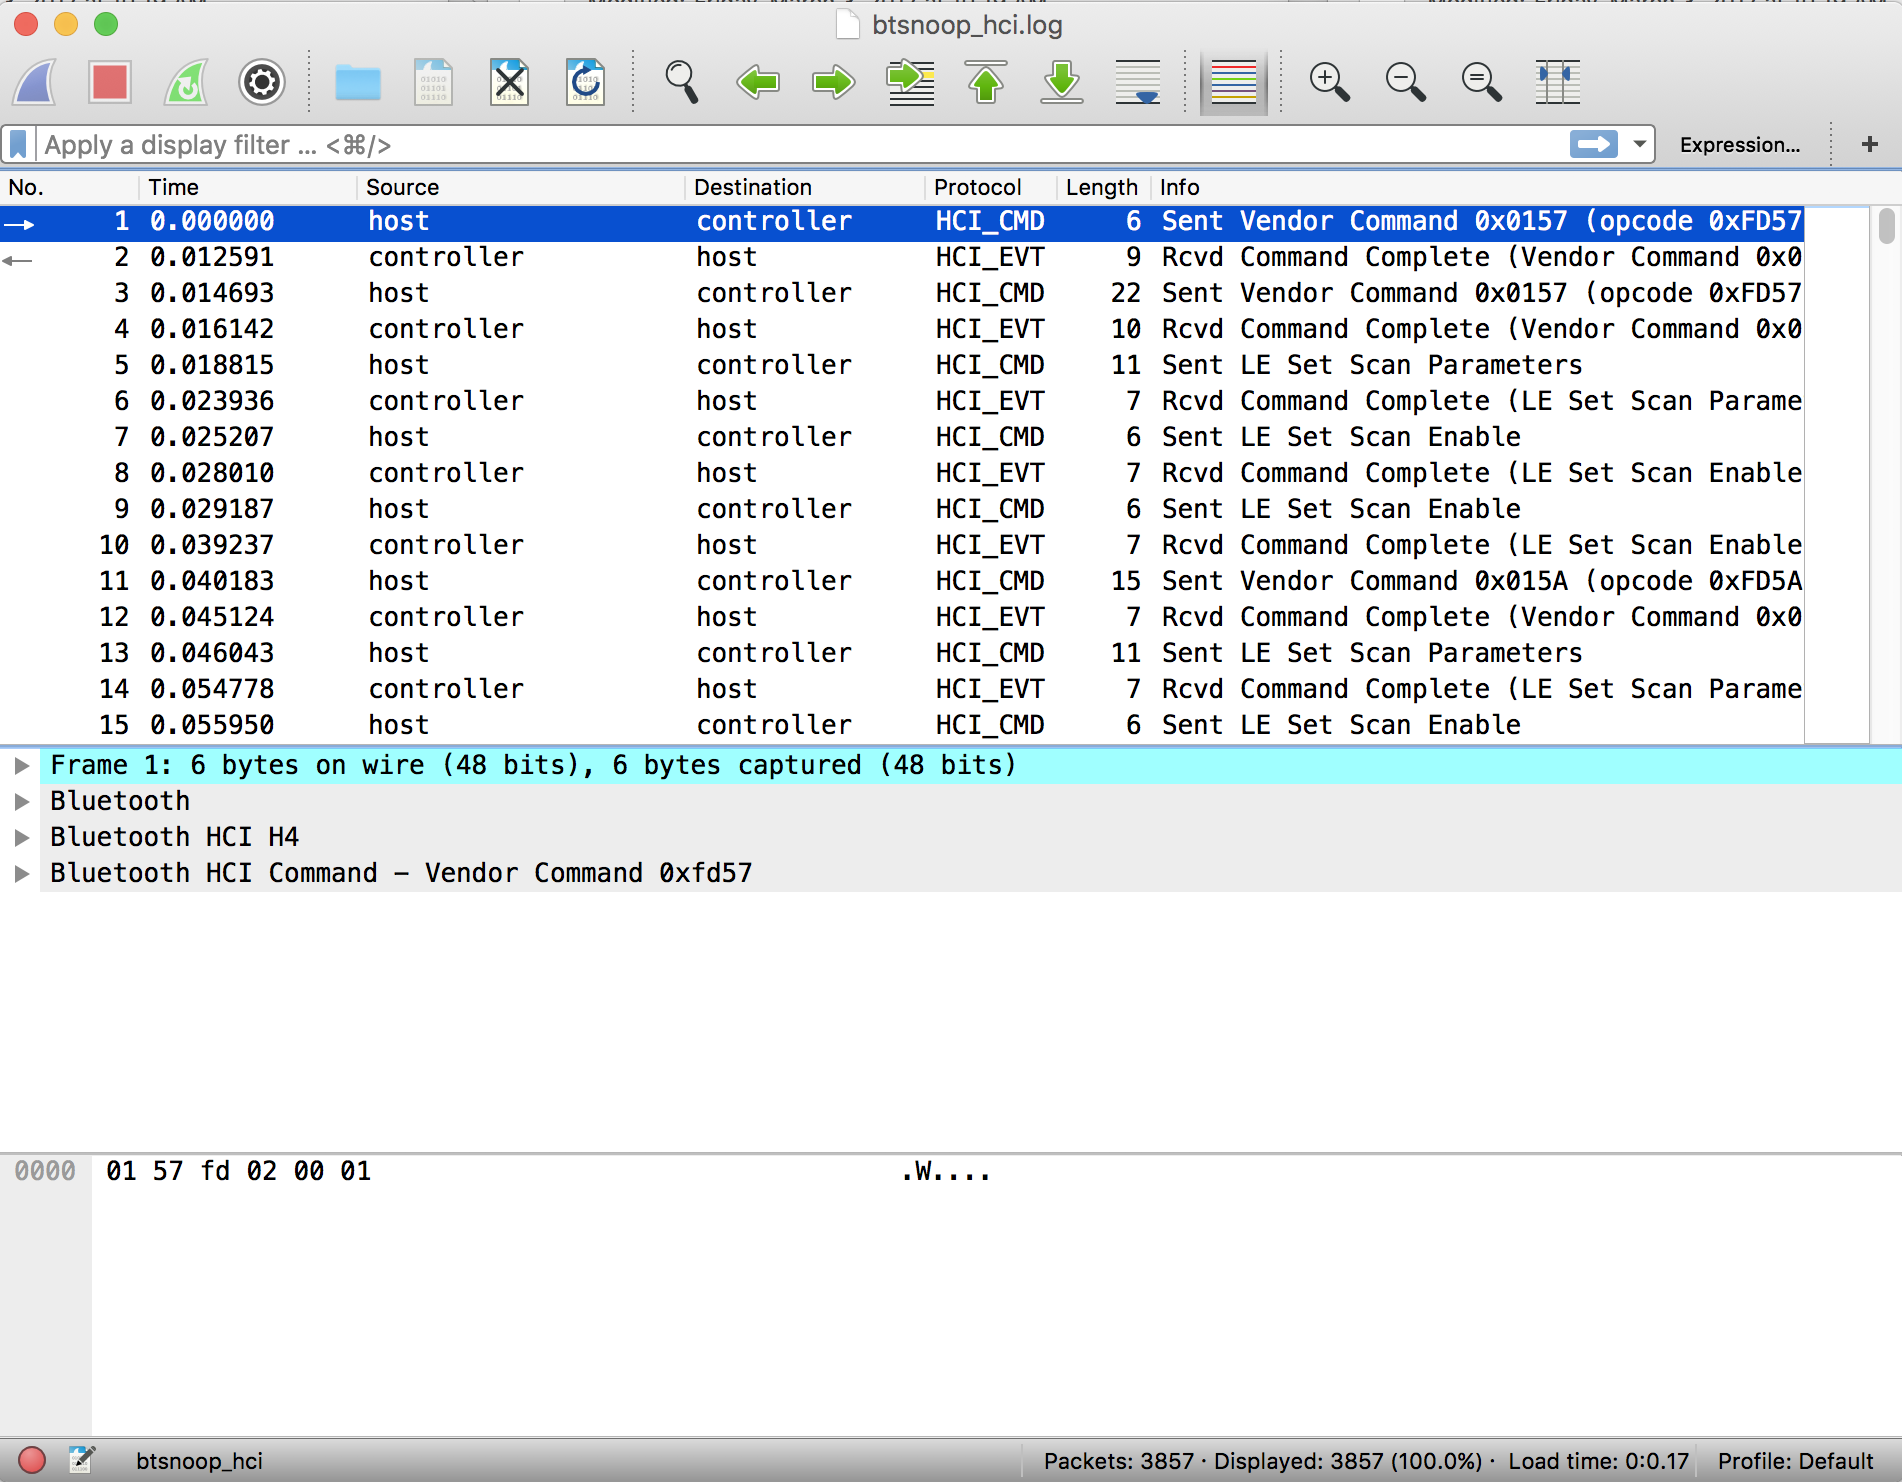 btsnoop_hci.log
Apply a display filter ... <⌘/>
Expression...
+
No. Time Source Destination Protocol Length Info
1 0.000000 host controller HCI_CMD 6 Sent Vendor Command 0x0157 (opcode 0xFD57
2 0.012591 controller host HCI_EVT 9 Rcvd Command Complete (Vendor Command 0x0
3 0.014693 host controller HCI_CMD 22 Sent Vendor Command 0x0157 (opcode 0xFD57
4 0.016142 controller host HCI_EVT 10 Rcvd Command Complete (Vendor Command 0x0
5 0.018815 host controller HCI_CMD 11 Sent LE Set Scan Parameters
6 0.023936 controller host HCI_EVT 7 Rcvd Command Complete (LE Set Scan Parame
7 0.025207 host controller HCI_CMD 6 Sent LE Set Scan Enable
8 0.028010 controller host HCI_EVT 7 Rcvd Command Complete (LE Set Scan Enable
9 0.029187 host controller HCI_CMD 6 Sent LE Set Scan Enable
10 0.039237 controller host HCI_EVT 7 Rcvd Command Complete (LE Set Scan Enable
11 0.040183 host controller HCI_CMD 15 Sent Vendor Command 0x015A (opcode 0xFD5A
12 0.045124 controller host HCI_EVT 7 Rcvd Command Complete (Vendor Command 0x0
13 0.046043 host controller HCI_CMD 11 Sent LE Set Scan Parameters
14 0.054778 controller host HCI_EVT 7 Rcvd Command Complete (LE Set Scan Parame
15 0.055950 host controller HCI_CMD 6 Sent LE Set Scan Enable
Frame 1: 6 bytes on wire (48 bits), 6 bytes captured (48 bits)
Bluetooth
Bluetooth HCI H4
Bluetooth HCI Command – Vendor Command 0xfd57
0000 01 57 fd 02 00 01 .W....
btsnoop_hci Packets: 3857 · Displayed: 3857 (100.0%) · Load time: 0:0.17 Profile: Default